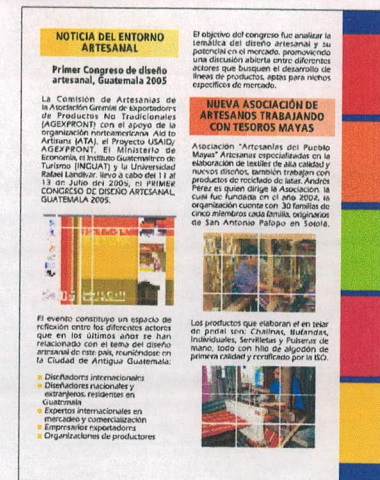 NOTICIA DEL ENTORNO
ARTESANAL
Primer Congreso de diseño
artesanal, Guatemala 2005
La Comisión de Artesanías de
la Asociación Gremial de Exportadores
de Productos No Tradicionales
(AGEXPRONT) con el apoyo de la
organización norteamericana Aid to
Artisans (ATA), el Proyecto USAID/
AGEXPRONT, El Ministerio de
Economía, el Instituto Guatemalteco de
Turismo (INGUAT) y la Universidad
Rafael Landívar, llevó a cabo del 11 al
13 de Julio del 2005, el PRIMER
CONGRESO DE DISEÑO ARTESANAL,
GUATEMALA 2005.
El evento constituyó un espacio de
reflexión entre los diferentes actores
que en los últimos años se han
relacionado con el tema del diseño
artesanal de este país, reuniéndose en
la Ciudad de Antigua Guatemala:
Diseñadores internacionales
Diseñadores nacionales y
extranjeros, residentes en
Guatemala
Expertos internacionales en
mercadeo y comercialización
Empresarios exportadores
Organizaciones de productores
El objetivo del congreso fue analizar la
temática del diseño artesanal y su
potencial en el mercado, promoviendo
una discusión abierta entre diferentes
actores que busquen el desarrollo de
líneas de productos, aptas para nichos
específicos de mercado.
NUEVA ASOCIACIÓN DE
ARTESANOS TRABAJANDO
CON TESOROS MAYAS
Asociación "Artesanías del Pueblo
Mayas" Artesanas especializadas en la
elaboración de textiles de alta calidad y
nuevos diseños, también trabajan con
productos de reciclado de latas. Andrés
Pérez es quien dirige la Asociación, la
cual fue fundada en el año 2002, la
organización cuenta con 30 familias de
cinco miembros cada familia, originarios
de San Antonio Palopo en Sololá.
Los productos que elaboran el en telar
de pedal son: Chalinas, Bufandas,
Individuales, Servilletas y Pulseras de
mano, todo con hilo de algodón de
primera calidad y certificado por la ISO.